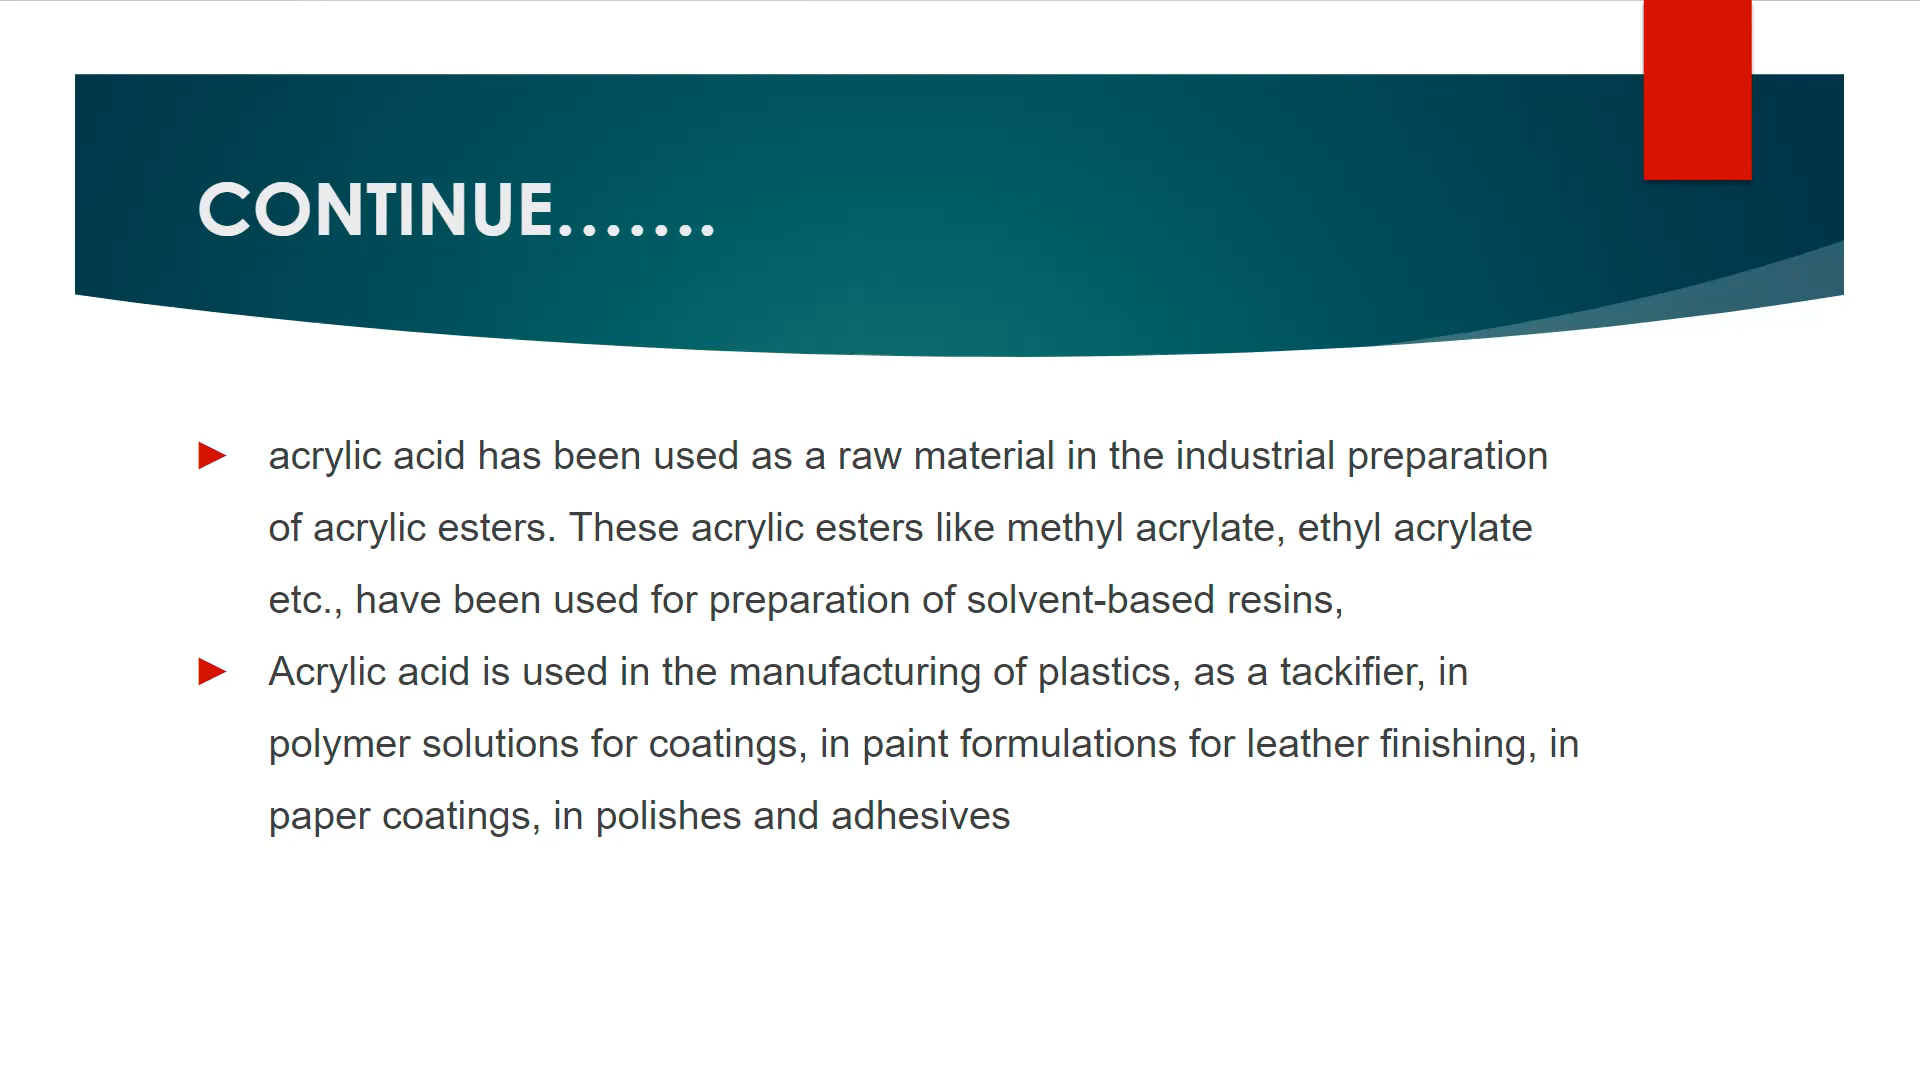 CONTINUE.......
acrylic acid has been used as a raw material in the industrial preparation
of acrylic esters. These acrylic esters like methyl acrylate, ethyl acrylate
etc., have been used for preparation of solvent-based resins,
Acrylic acid is used in the manufacturing of plastics, as a tackifier, in
polymer solutions for coatings, in paint formulations for leather finishing, in
paper coatings, in polishes and adhesives